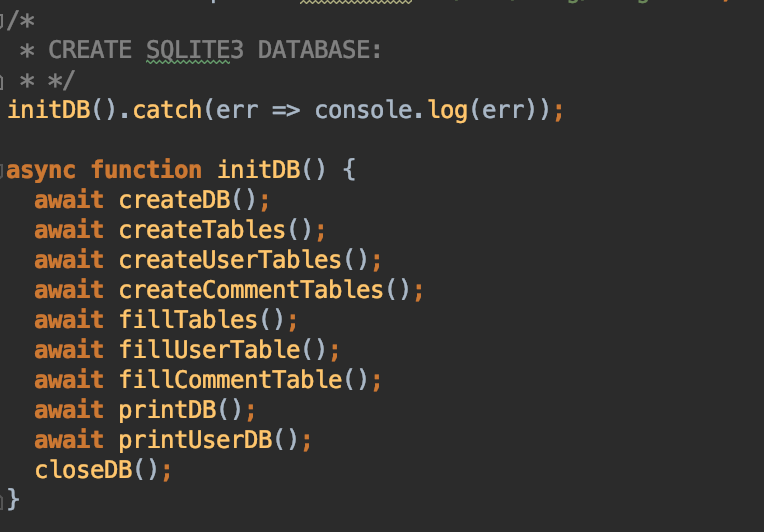 /*
* CREATE SQLITE3 DATABASE:
* */
initDB().catch(err => console.log(err));
async function initDB() {
await createDB();
await createTables();
await createUserTables();
await createCommentTables();
await fillTables();
await fillUserTable();
await fillCommentTable();
await printDB();
await printUserDB();
closeDB();
}